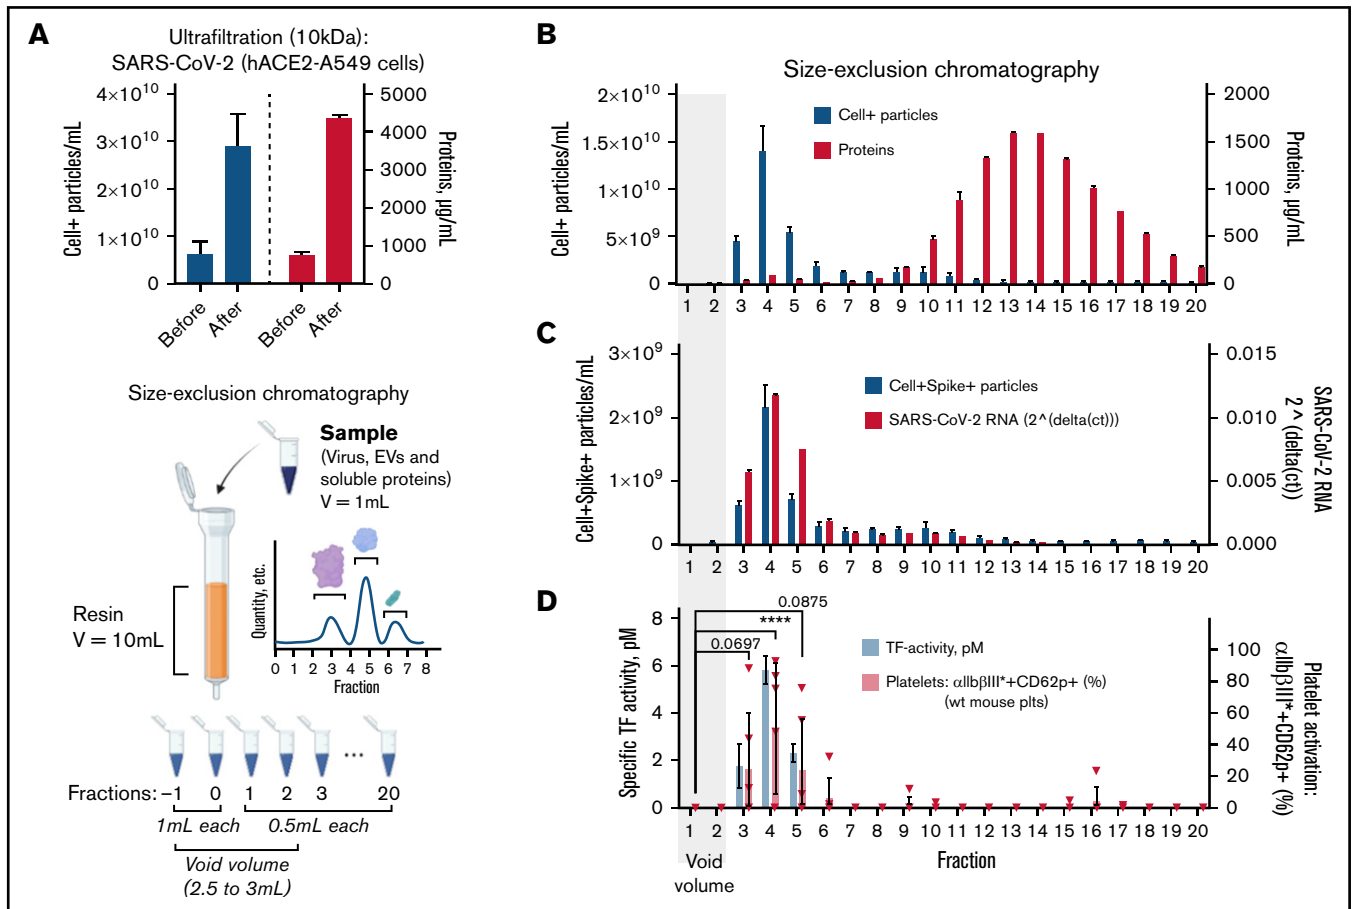 A
Ultrafiltration (10kDa):
SARS-CoV-2 (hACE2-A549 cells)
4×10¹⁰
3×10¹⁰
2×10¹⁰
1×10¹⁰
0
Cell+ particles/mL
5000
4000
3000
2000
1000
0
Proteins, µg/mL
Before After Before After
Size-exclusion chromatography
Sample
(Virus, EVs and
soluble proteins)
V = 1mL
Resin
V = 10mL
Quantity, etc.
0 1 2 3 4 5 6 7 8
Fraction
Fractions: −1 0 1 2 3 ... 20
1mL each 0.5mL each
Void volume
(2.5 to 3mL)
B
Size-exclusion chromatography
2×10¹⁰
1.5×10¹⁰
1×10¹⁰
5×10⁹
0
Cell+ particles/mL
Cell+ particles
Proteins
2000
1500
1000
500
0
Proteins, µg/mL
1 2 3 4 5 6 7 8 9 10 11 12 13 14 15 16 17 18 19 20
C
3×10⁹
2×10⁹
1×10⁹
0
Cell+Spike+ particles/mL
Cell+Spike+ particles
SARS-CoV-2 RNA (2^(delta(ct)))
0.015
0.010
0.005
0.000
SARS-CoV-2 RNA
2^(delta(ct))
1 2 3 4 5 6 7 8 9 10 11 12 13 14 15 16 17 18 19 20
D
8
6
4
2
0
Specific TF activity, pM
0.0875
****
0.0697
TF-activity, pM
Platelets: αIIbβIII*+CD62p+ (%)
(wt mouse plts)
100
80
60
40
20
0
Platelet activation:
αIIbβIII*+CD62p+ (%)
1 2 3 4 5 6 7 8 9 10 11 12 13 14 15 16 17 18 19 20
Void
volume
Fraction